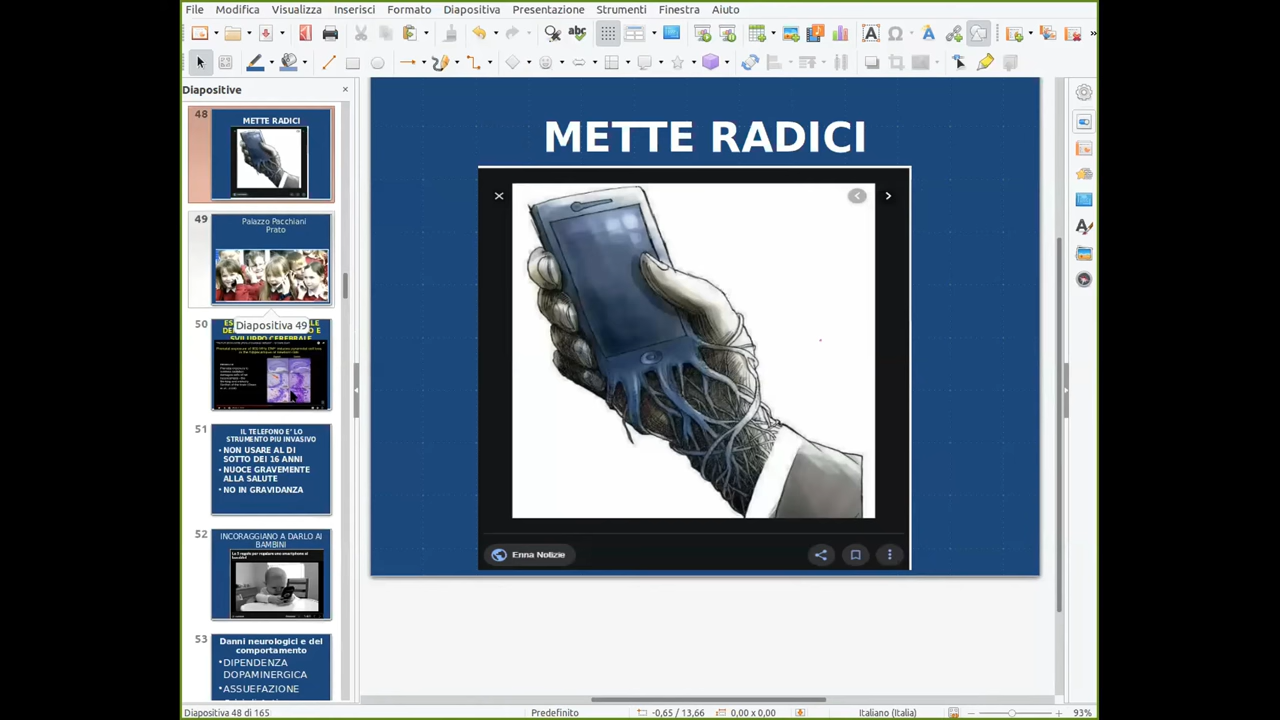 File Modifica Visualizza Inserisci Formato Diapositiva Presentazione Strumenti Finestra Aiuto
Diapositive
48
METTE RADICI
49
Palazzo Pacchiani
Prato
Diapositiva 49
50
SVILUPPO CEREBRALE
51
IL TELEFONO E' LO
STRUMENTO PIU INVASIVO
• NON USARE AL DI
SOTTO DEI 16 ANNI
• NUOCE GRAVEMENTE
ALLA SALUTE
• NO IN GRAVIDANZA
52
INCORAGGIANO A DARLO AI
BAMBINI
53
Danni neurologici e del
comportamento
•DIPENDENZA
DOPAMINERGICA
•ASSUEFAZIONE
METTE RADICI
Enna Notizie
Diapositiva 48 di 165
Predefinito
-0,65 / 13,66
0,00 x 0,00
Italiano (Italia)
93%